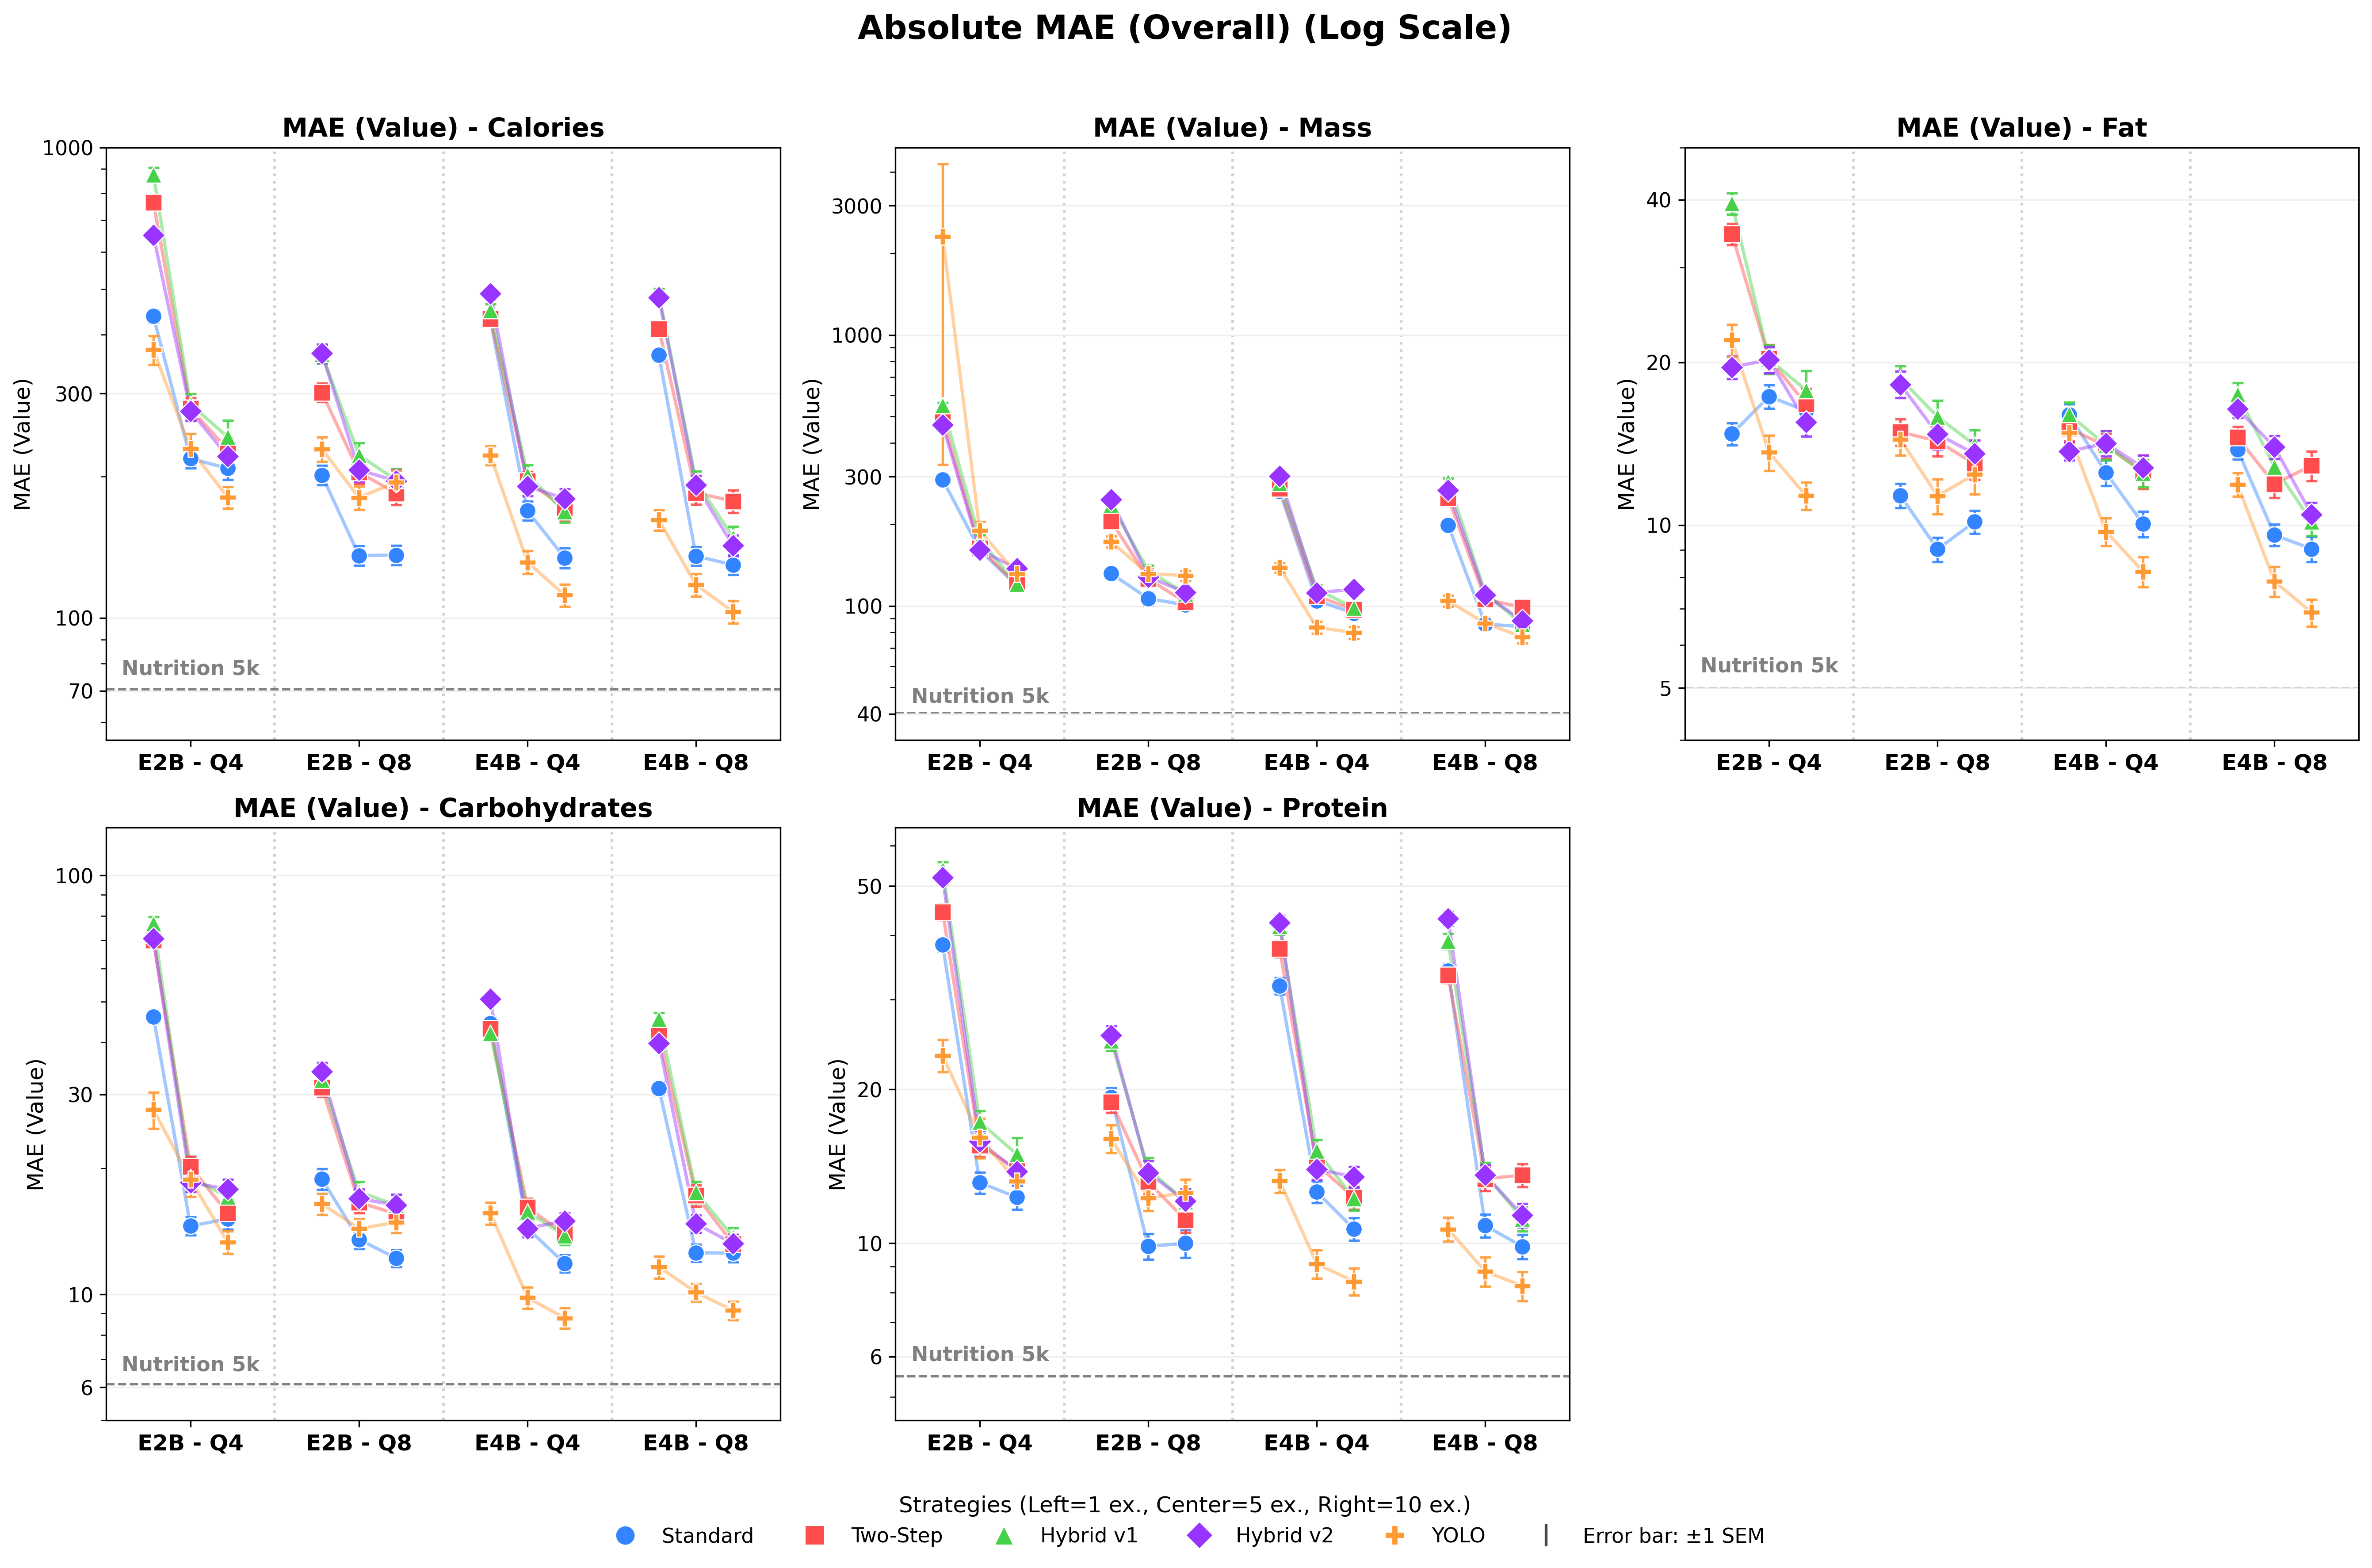 Absolute MAE (Overall) (Log Scale)
MAE (Value) - Calories
MAE (Value)
1000
300
100
70
Nutrition 5k
E2B - Q4
E2B - Q8
E4B - Q4
E4B - Q8
MAE (Value) - Mass
MAE (Value)
3000
1000
300
100
40
Nutrition 5k
E2B - Q4
E2B - Q8
E4B - Q4
E4B - Q8
MAE (Value) - Fat
MAE (Value)
40
20
10
5
Nutrition 5k
E2B - Q4
E2B - Q8
E4B - Q4
E4B - Q8
MAE (Value) - Carbohydrates
MAE (Value)
100
30
10
6
Nutrition 5k
E2B - Q4
E2B - Q8
E4B - Q4
E4B - Q8
MAE (Value) - Protein
MAE (Value)
50
20
10
6
Nutrition 5k
E2B - Q4
E2B - Q8
E4B - Q4
E4B - Q8
Strategies (Left=1 ex., Center=5 ex., Right=10 ex.)
Standard
Two-Step
Hybrid v1
Hybrid v2
YOLO
Error bar: ±1 SEM